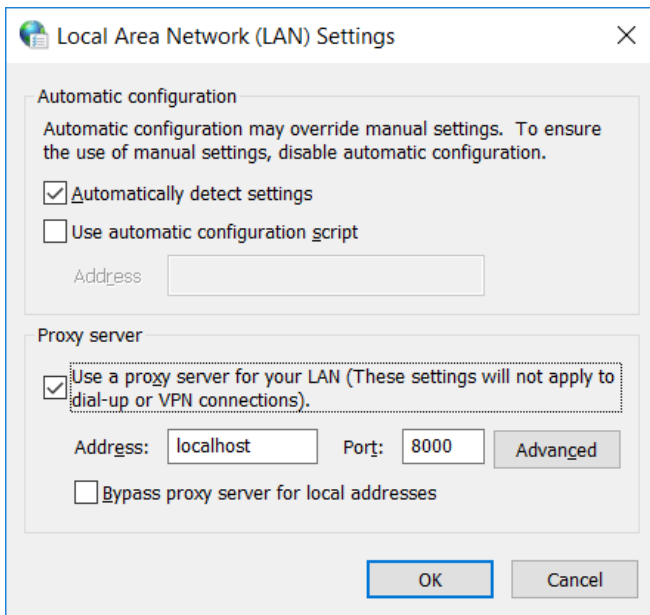 Local Area Network (LAN) Settings
Automatic configuration
Automatic configuration may override manual settings.  To ensure
the use of manual settings, disable automatic configuration.
Automatically detect settings
Use automatic configuration script
Address
Proxy server
Use a proxy server for your LAN (These settings will not apply to
dial-up or VPN connections).
Address: localhost Port: 8000 Advanced
Bypass proxy server for local addresses
OK Cancel